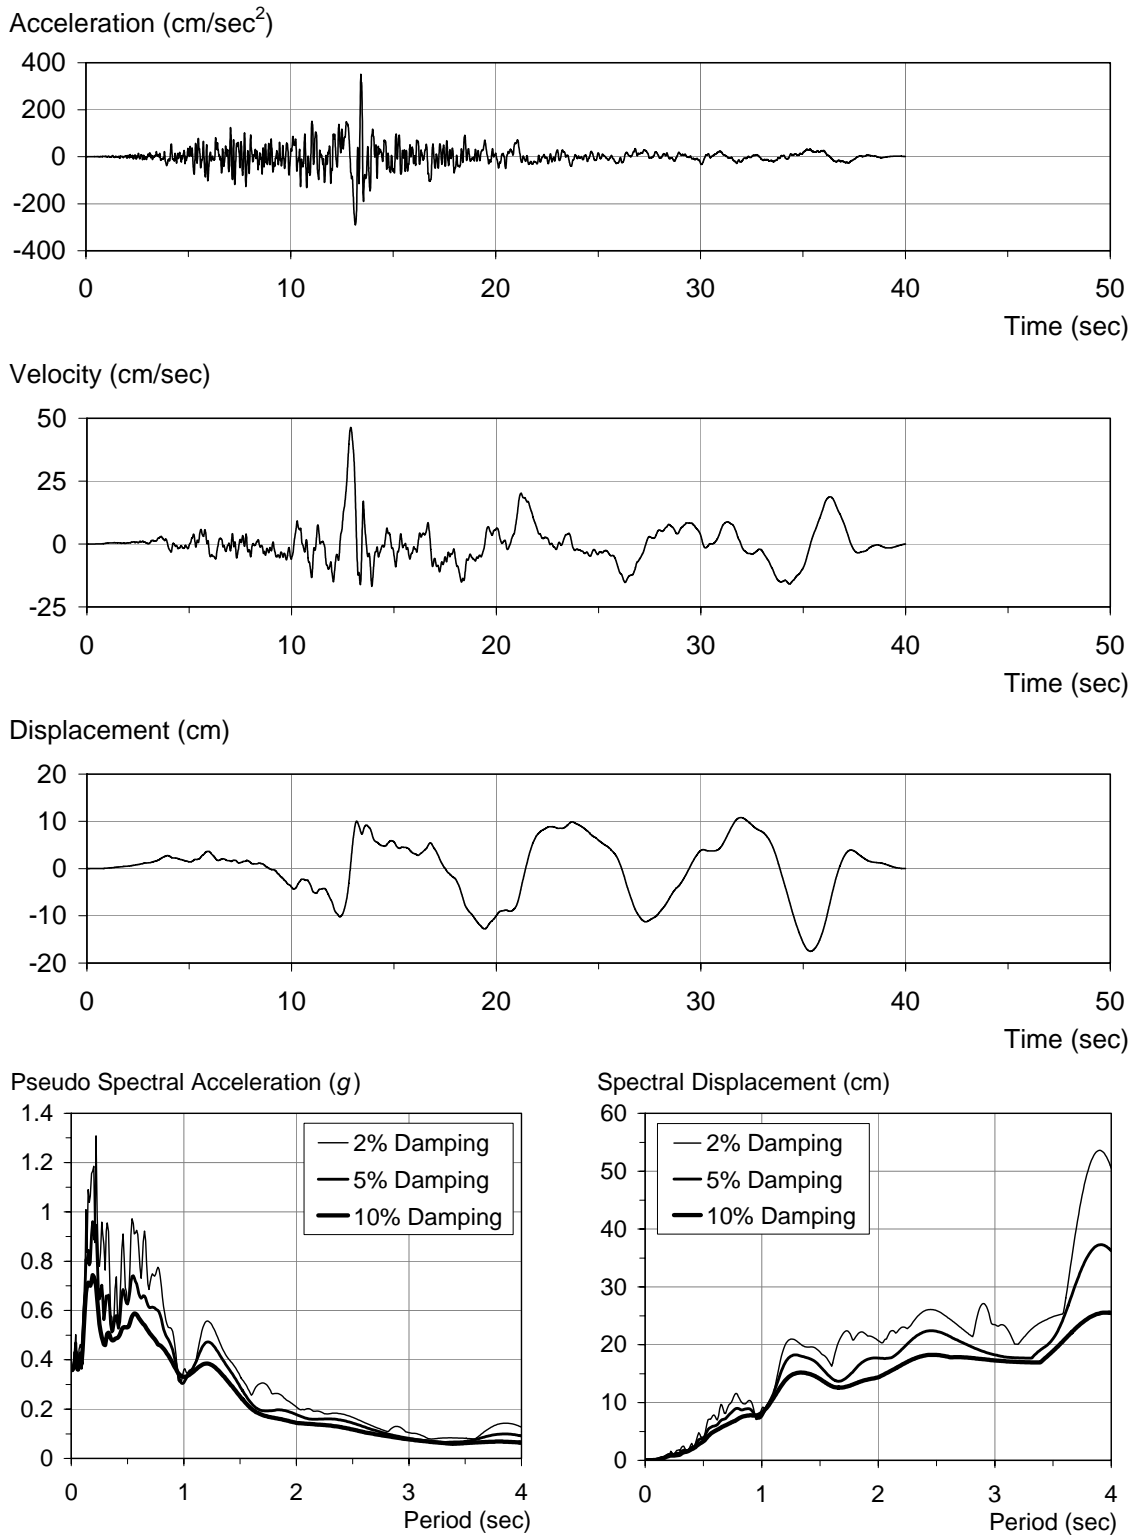 Acceleration (cm/sec²)
400
200
0
-200
-400
0 10 20 30 40 50
Time (sec)
Velocity (cm/sec)
50
25
0
-25
0 10 20 30 40 50
Time (sec)
Displacement (cm)
20
10
0
-10
-20
0 10 20 30 40 50
Time (sec)
Pseudo Spectral Acceleration (g)
1.4
1.2
1
0.8
0.6
0.4
0.2
0
2% Damping
5% Damping
10% Damping
0 1 2 3 4
Period (sec)
Spectral Displacement (cm)
60
50
40
30
20
10
0
2% Damping
5% Damping
10% Damping
0 1 2 3 4
Period (sec)